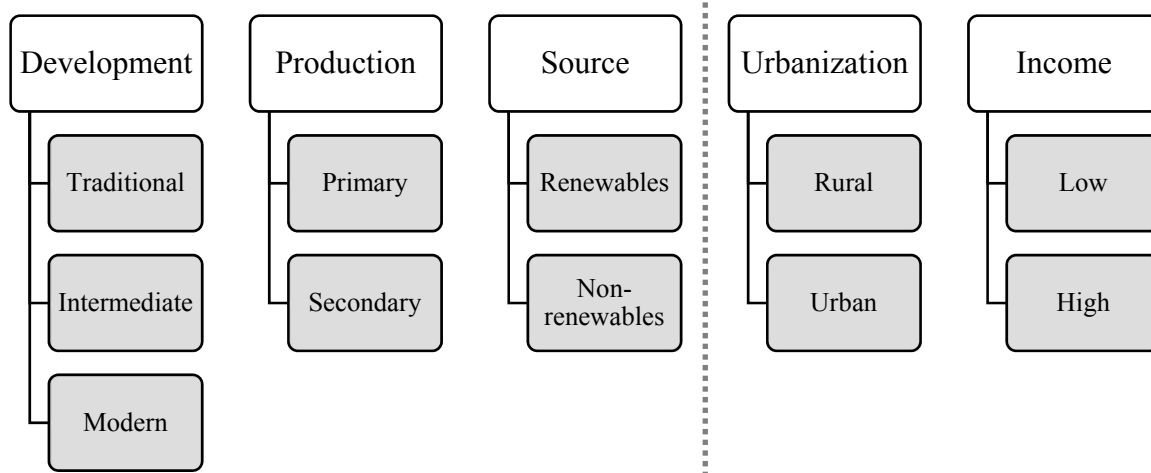 Development
Traditional
Intermediate
Modern
Production
Primary
Secondary
Source
Renewables
Non-
renewables
Urbanization
Rural
Urban
Income
Low
High